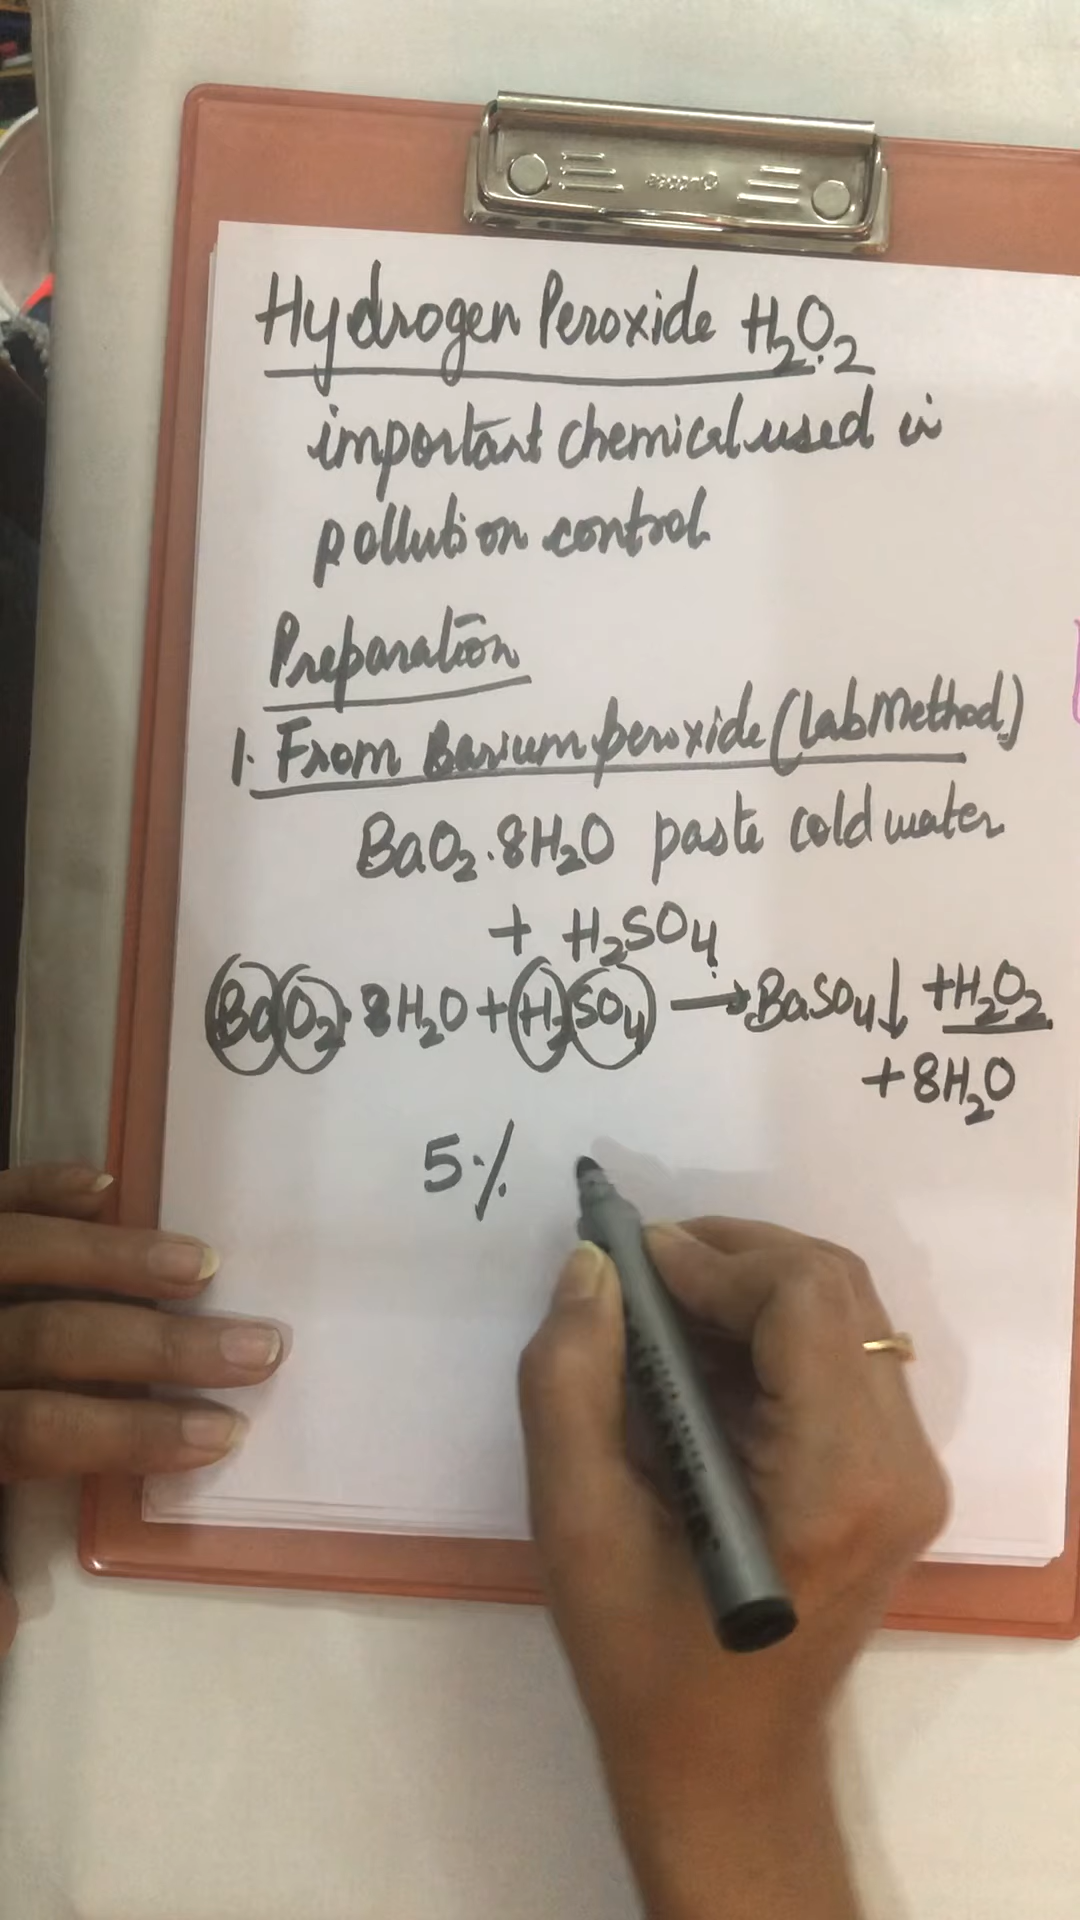 Hydrogen Peroxide H₂O₂
important chemical used in
pollution control
Preparation
1. From Barium peroxide (Lab Method)
BaO₂.8H₂O paste cold water
+ H₂SO₄
BaO₂.8H₂O + H₂SO₄ → BaSO₄↓ + H₂O₂
+ 8H₂O
5%